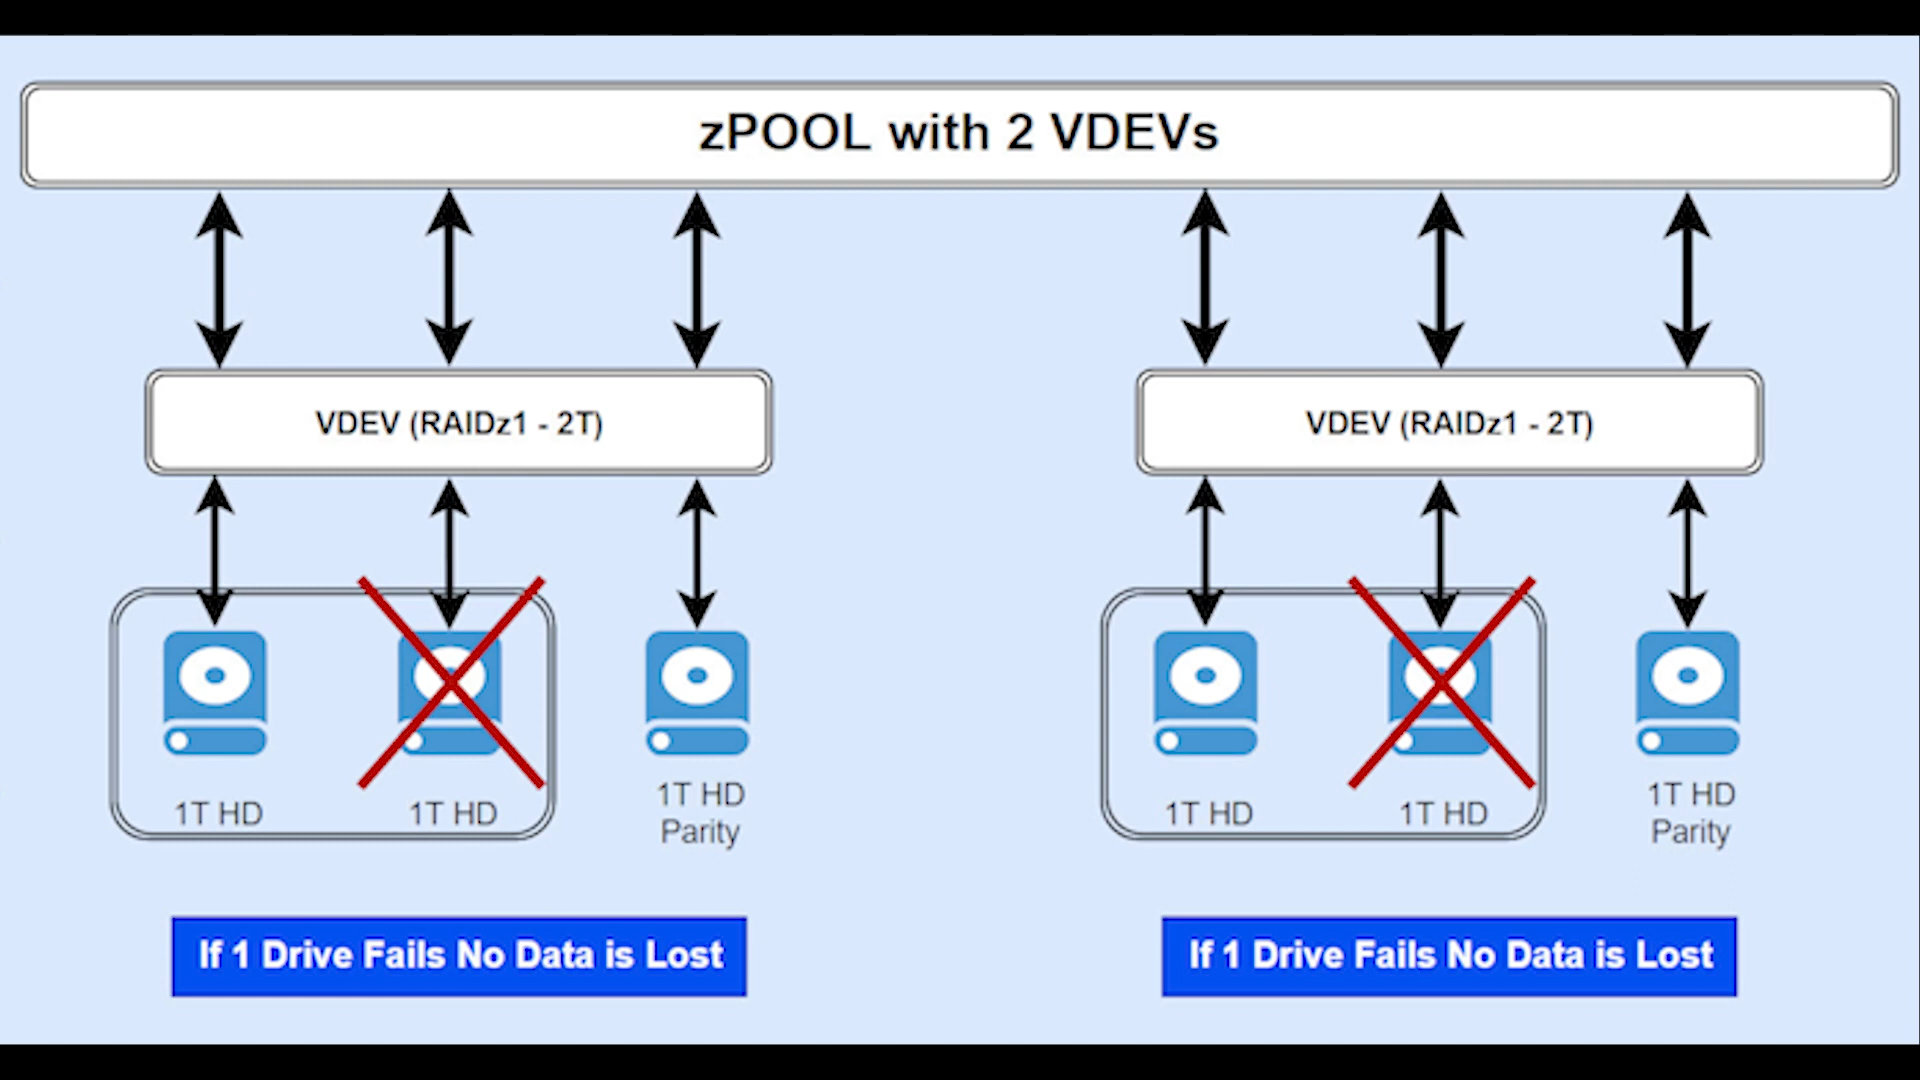 zPOOL with 2 VDEVs
VDEV (RAIDz1 - 2T)
VDEV (RAIDz1 - 2T)
1T HD
1T HD
1T HD
Parity
1T HD
1T HD
1T HD
Parity
If 1 Drive Fails No Data is Lost
If 1 Drive Fails No Data is Lost